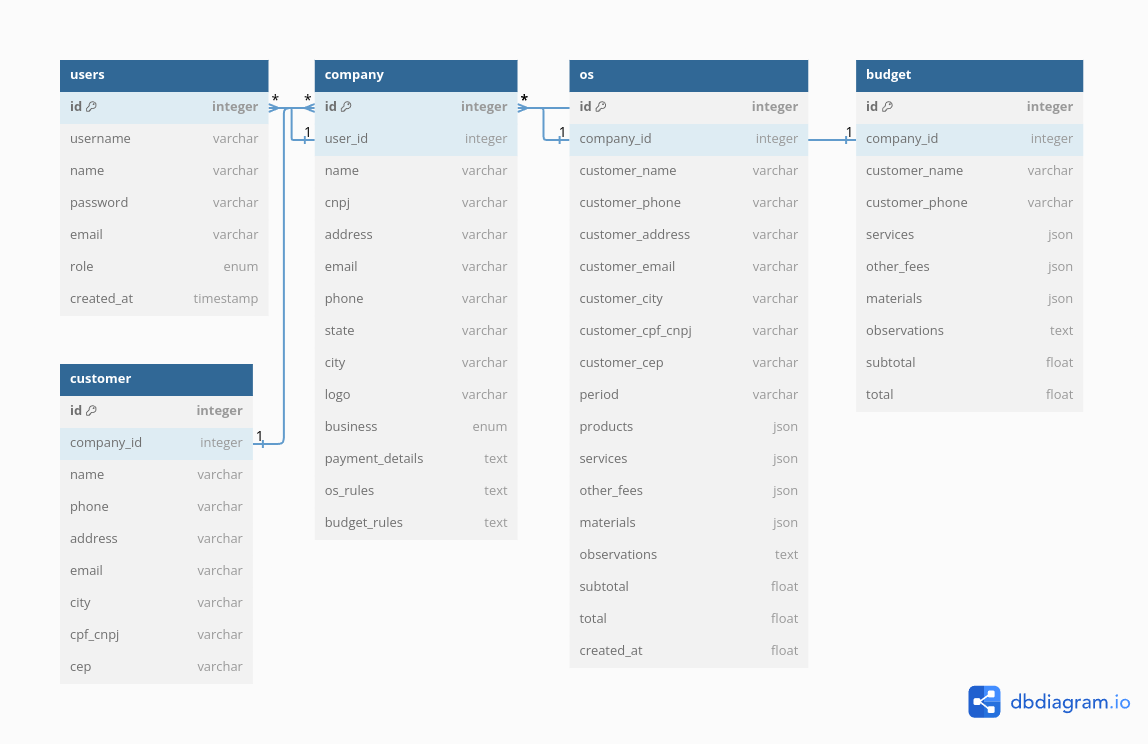 users
id integer
username varchar
name varchar
password varchar
email varchar
role enum
created_at timestamp
* * 1
company
id integer
user_id integer
name varchar
cnpj varchar
address varchar
email varchar
phone varchar
state varchar
city varchar
logo varchar
business enum
payment_details text
os_rules text
budget_rules text
* 1
os
id integer
company_id integer
customer_name varchar
customer_phone varchar
customer_address varchar
customer_email varchar
customer_city varchar
customer_cpf_cnpj varchar
customer_cep varchar
period varchar
products json
services json
other_fees json
materials json
observations text
subtotal float
total float
created_at float
1
budget
id integer
company_id integer
customer_name varchar
customer_phone varchar
services json
other_fees json
materials json
observations text
subtotal float
total float
customer
id integer
company_id integer 1
name varchar
phone varchar
address varchar
email varchar
city varchar
cpf_cnpj varchar
cep varchar
dbdiagram.io